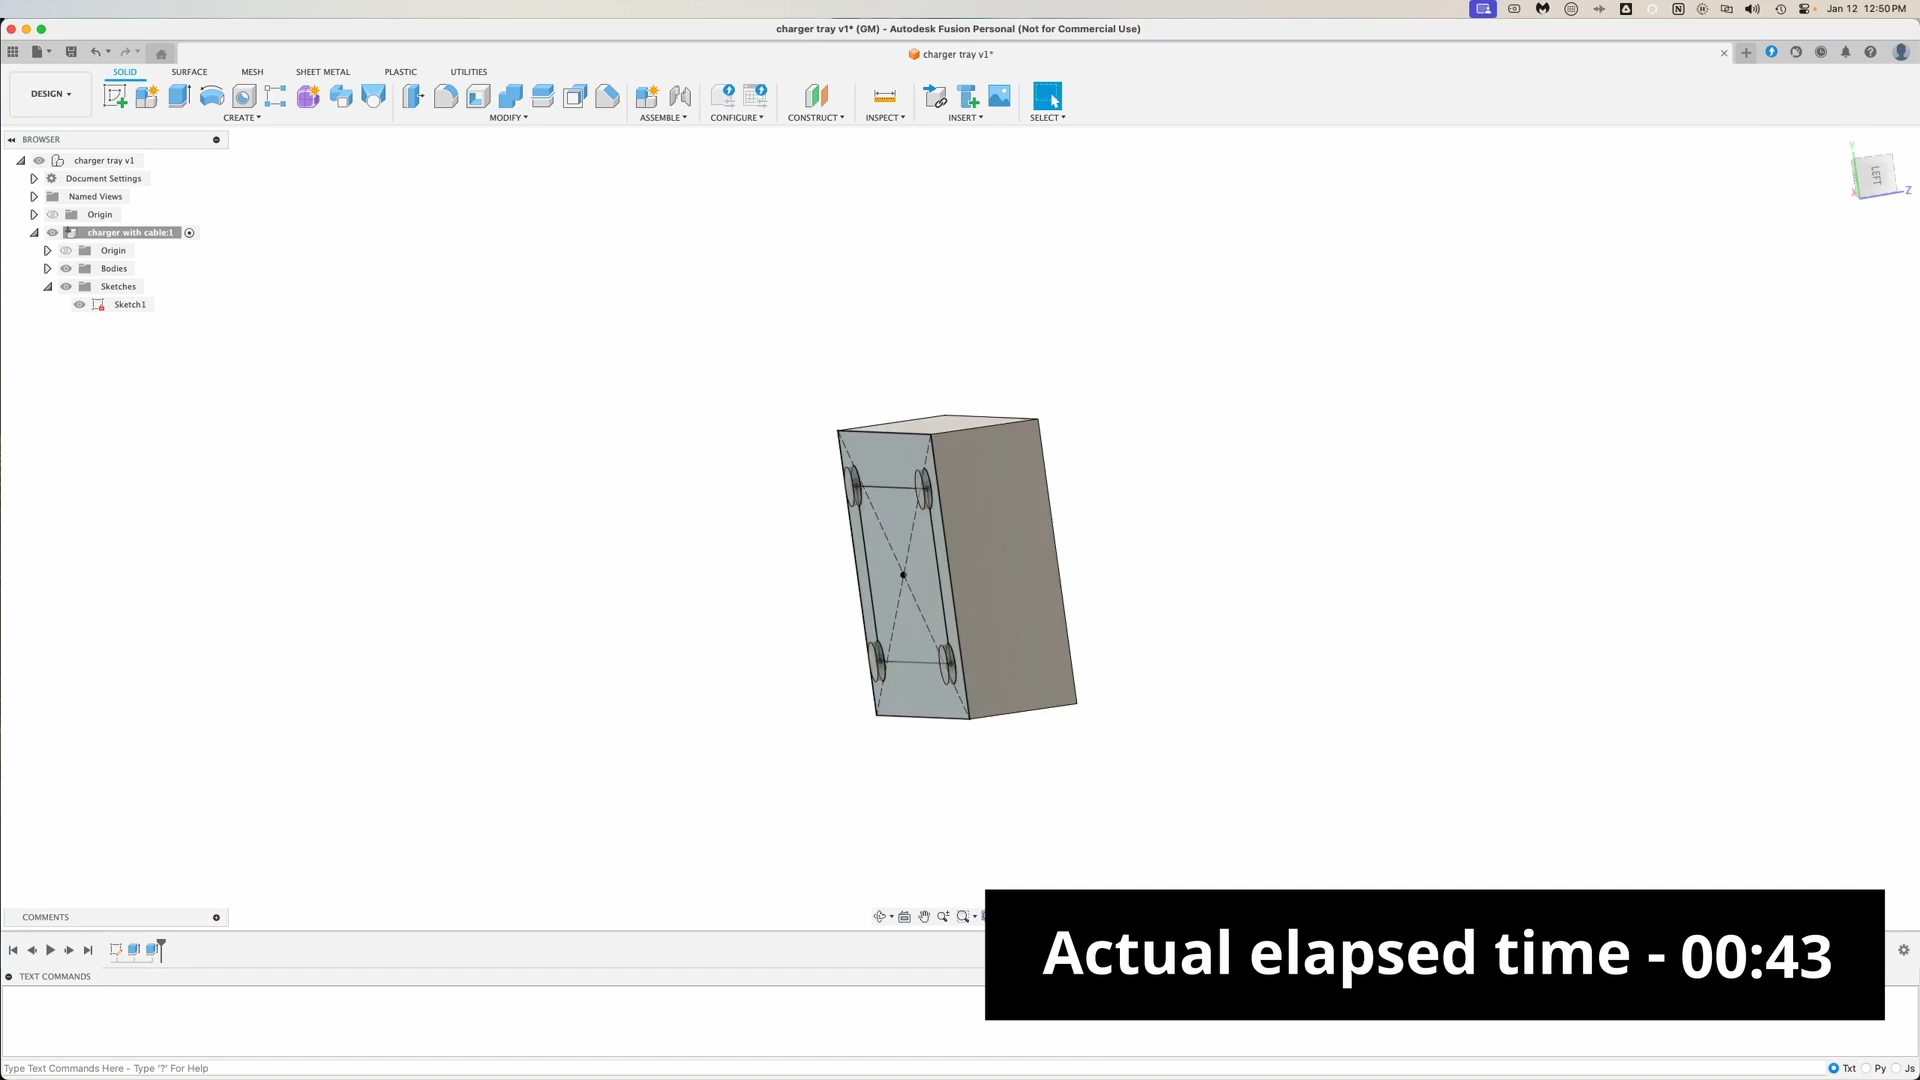 Jan 12 12:50 PM
charger tray v1* (GM) - Autodesk Fusion Personal (Not for Commercial Use)
charger tray v1*
SOLID SURFACE MESH SHEET METAL PLASTIC UTILITIES
DESIGN
CREATE MODIFY ASSEMBLE CONFIGURE CONSTRUCT INSPECT INSERT SELECT
BROWSER
charger tray v1
Document Settings
Named Views
Origin
charger with cable:1
Origin
Bodies
Sketches
Sketch1
Y
LEFT
Z
X
COMMENTS
Actual elapsed time - 00:43
TEXT COMMANDS
Type Text Commands Here - Type '?' For Help
Txt Py Js